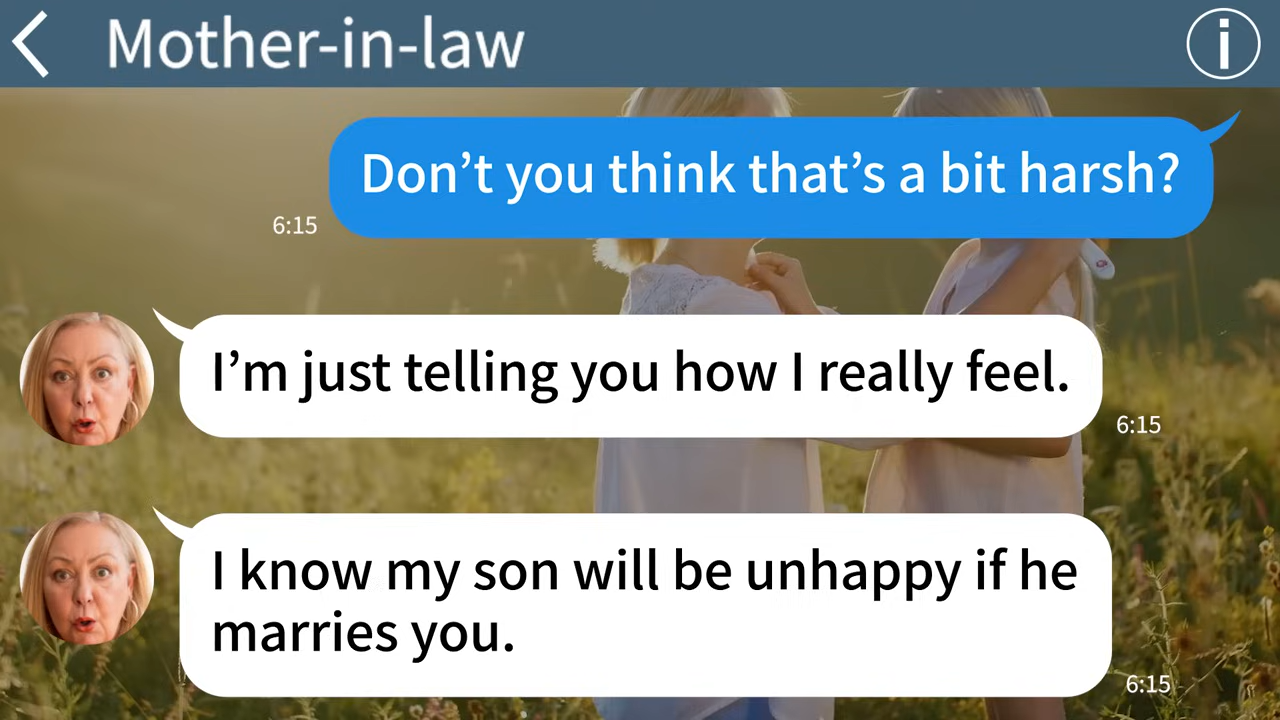 Mother-in-law
Don’t you think that’s a bit harsh?
6:15
I’m just telling you how I really feel.
6:15
I know my son will be unhappy if he
marries you.
6:15